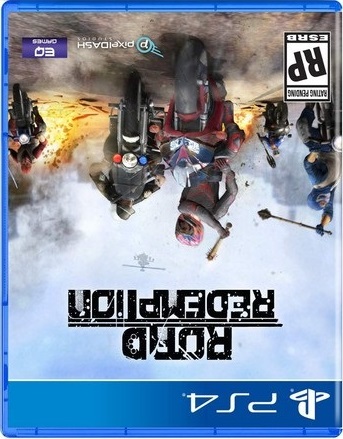 PS4
ROAD
REDEMPTION
RATING PENDING
RP
ESRB
pixelDASH
STUDIOS
EQ
GAMES